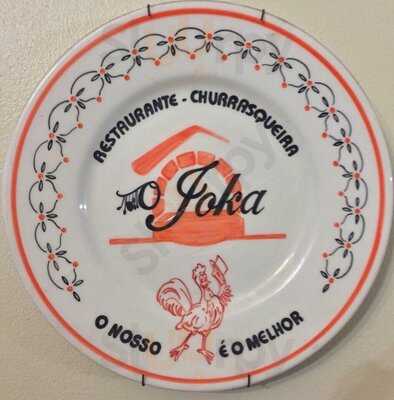 RESTAURANTE - CHURRASQUEIRA
O Joka
O NOSSO É O MELHOR